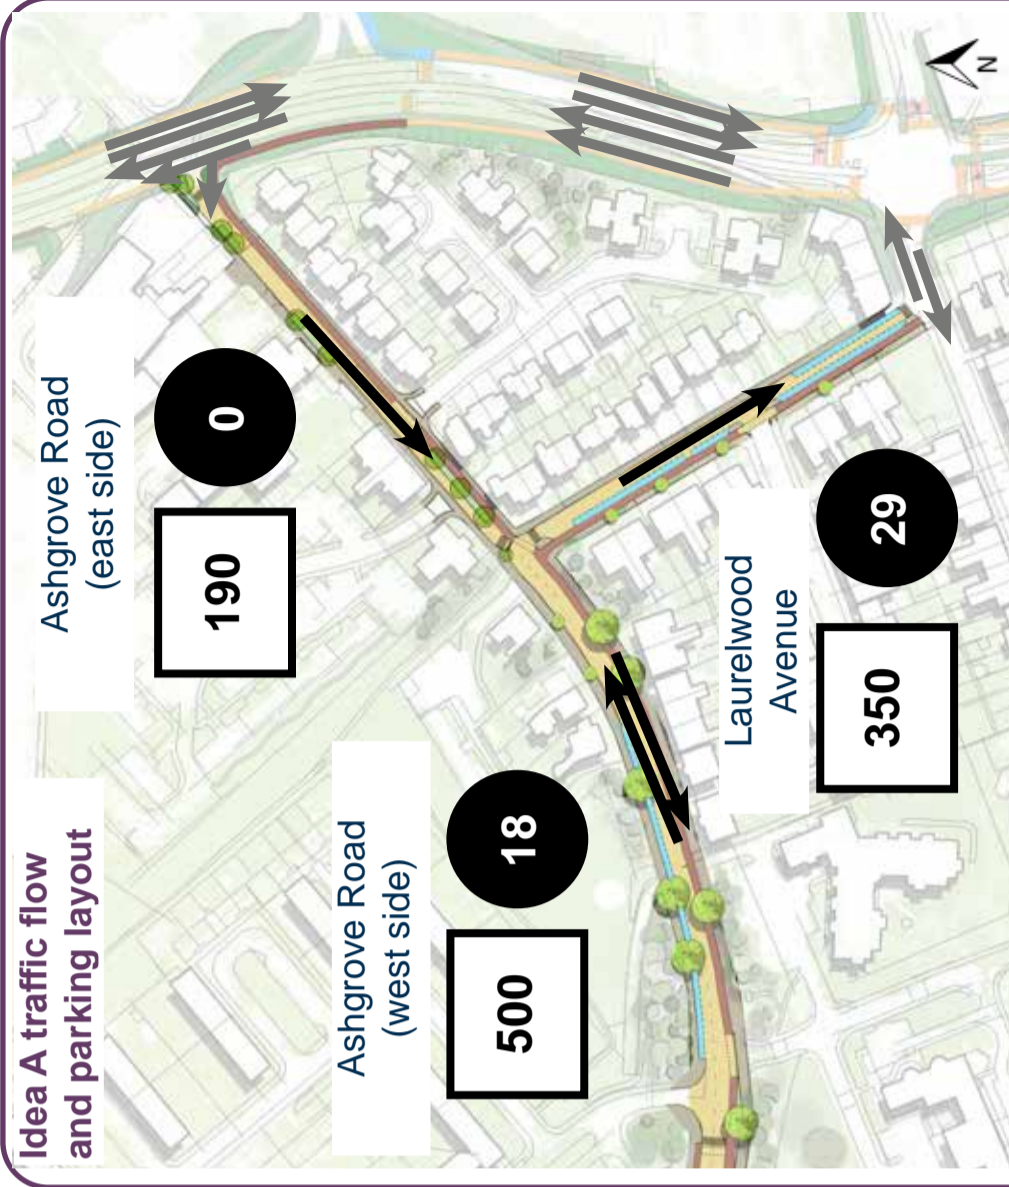 Idea A traffic flow
and parking layout
Ashgrove Road
(west side)
500
18
Ashgrove Road
(east side)
190
0
Laurelwood
Avenue
350
29
N